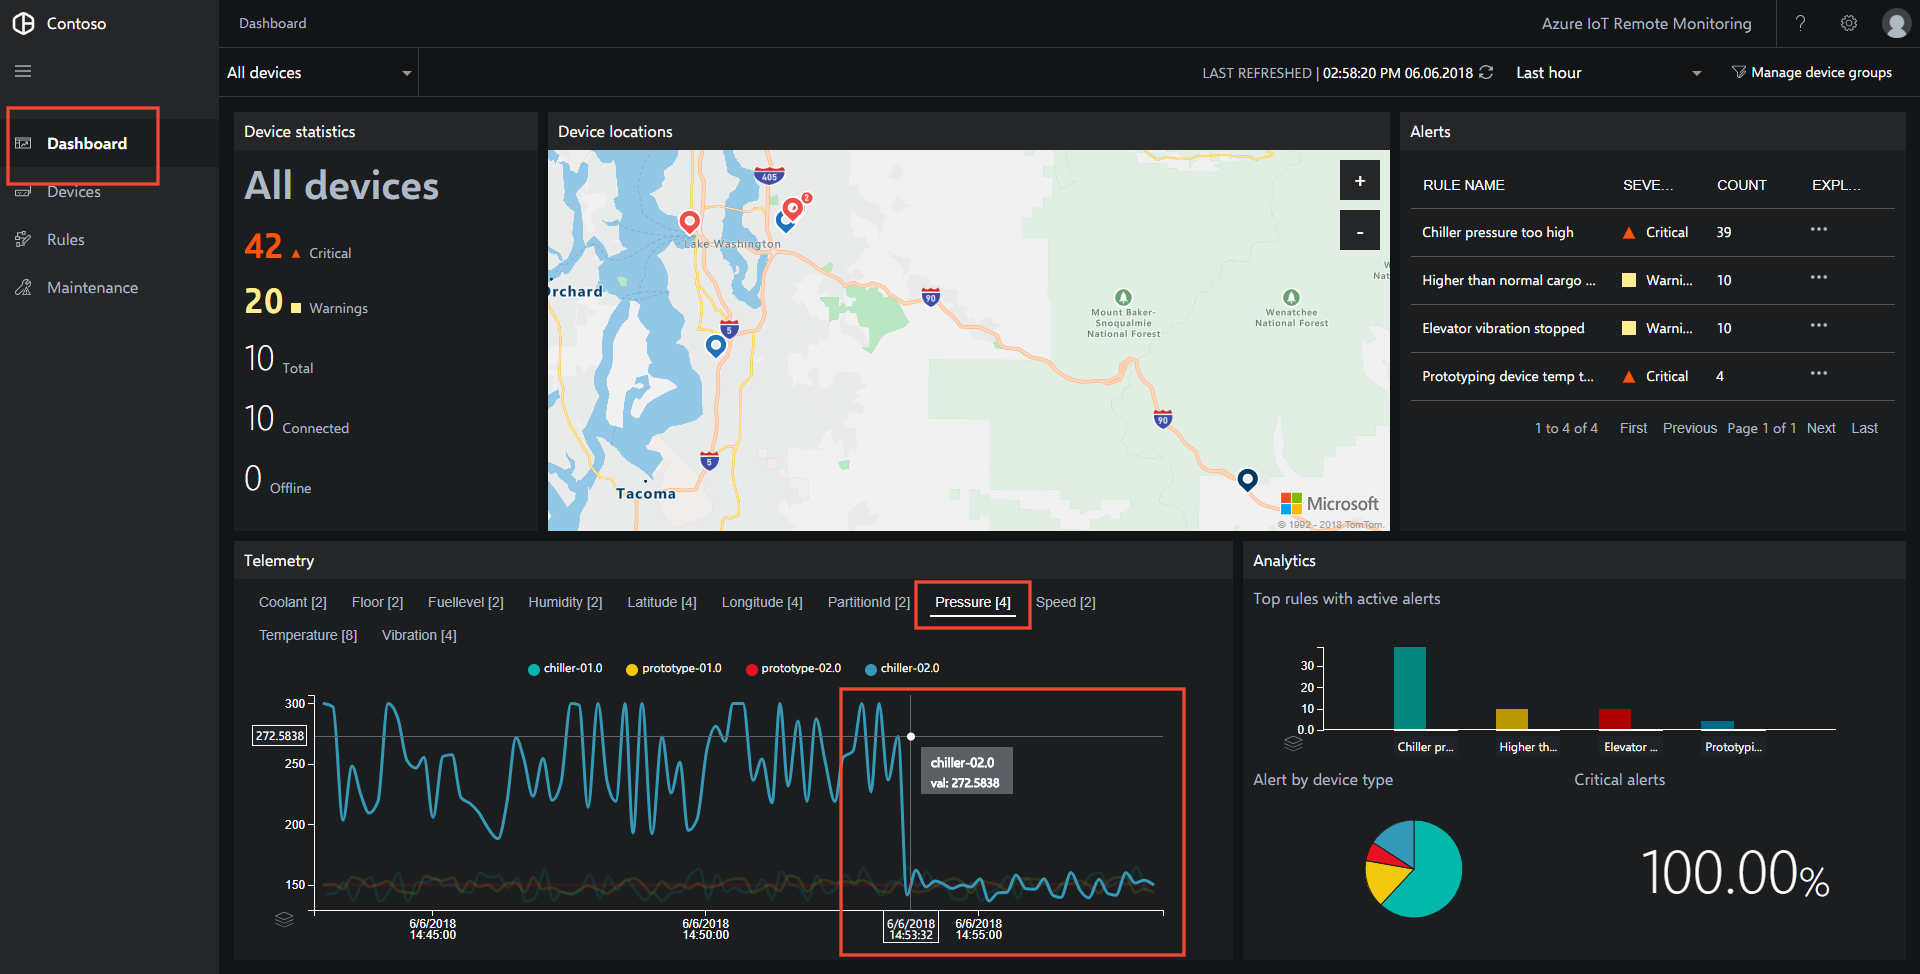 Contoso
Dashboard
Azure IoT Remote Monitoring
?
All devices
LAST REFRESHED | 02:58:20 PM 06.06.2018
Last hour
Manage device groups
Dashboard
Devices
Rules
Maintenance
Device statistics
All devices
42 Critical
20 Warnings
10 Total
10 Connected
0 Offline
Device locations
405
2
Lake Washington
Orchard
90
5
Mount Baker-
Snoqualmie
National Forest
Wenatchee
National Forest
W
Nat
90
5
Tacoma
Microsoft
© 1992 - 2018 TomTom.
+
-
Alerts
RULE NAME SEVE... COUNT EXPL...
Chiller pressure too high Critical 39 ...
Higher than normal cargo ... Warni... 10 ...
Elevator vibration stopped Warni... 10 ...
Prototyping device temp t... Critical 4 ...
1 to 4 of 4 First Previous Page 1 of 1 Next Last
Telemetry
Coolant [2] Floor [2] Fuellevel [2] Humidity [2] Latitude [4] Longitude [4] PartitionId [2] Pressure [4] Speed [2]
Temperature [8] Vibration [4]
chiller-01.0 prototype-01.0 prototype-02.0 chiller-02.0
300
272.5838
250
200
150
chiller-02.0
val: 272.5838
6/6/2018
14:45:00
6/6/2018
14:50:00
6/6/2018
14:53:32
6/6/2018
14:55:00
Analytics
Top rules with active alerts
30
20
10
0.0
Chiller pr... Higher th... Elevator ... Prototypi...
Alert by device type
Critical alerts
100.00%